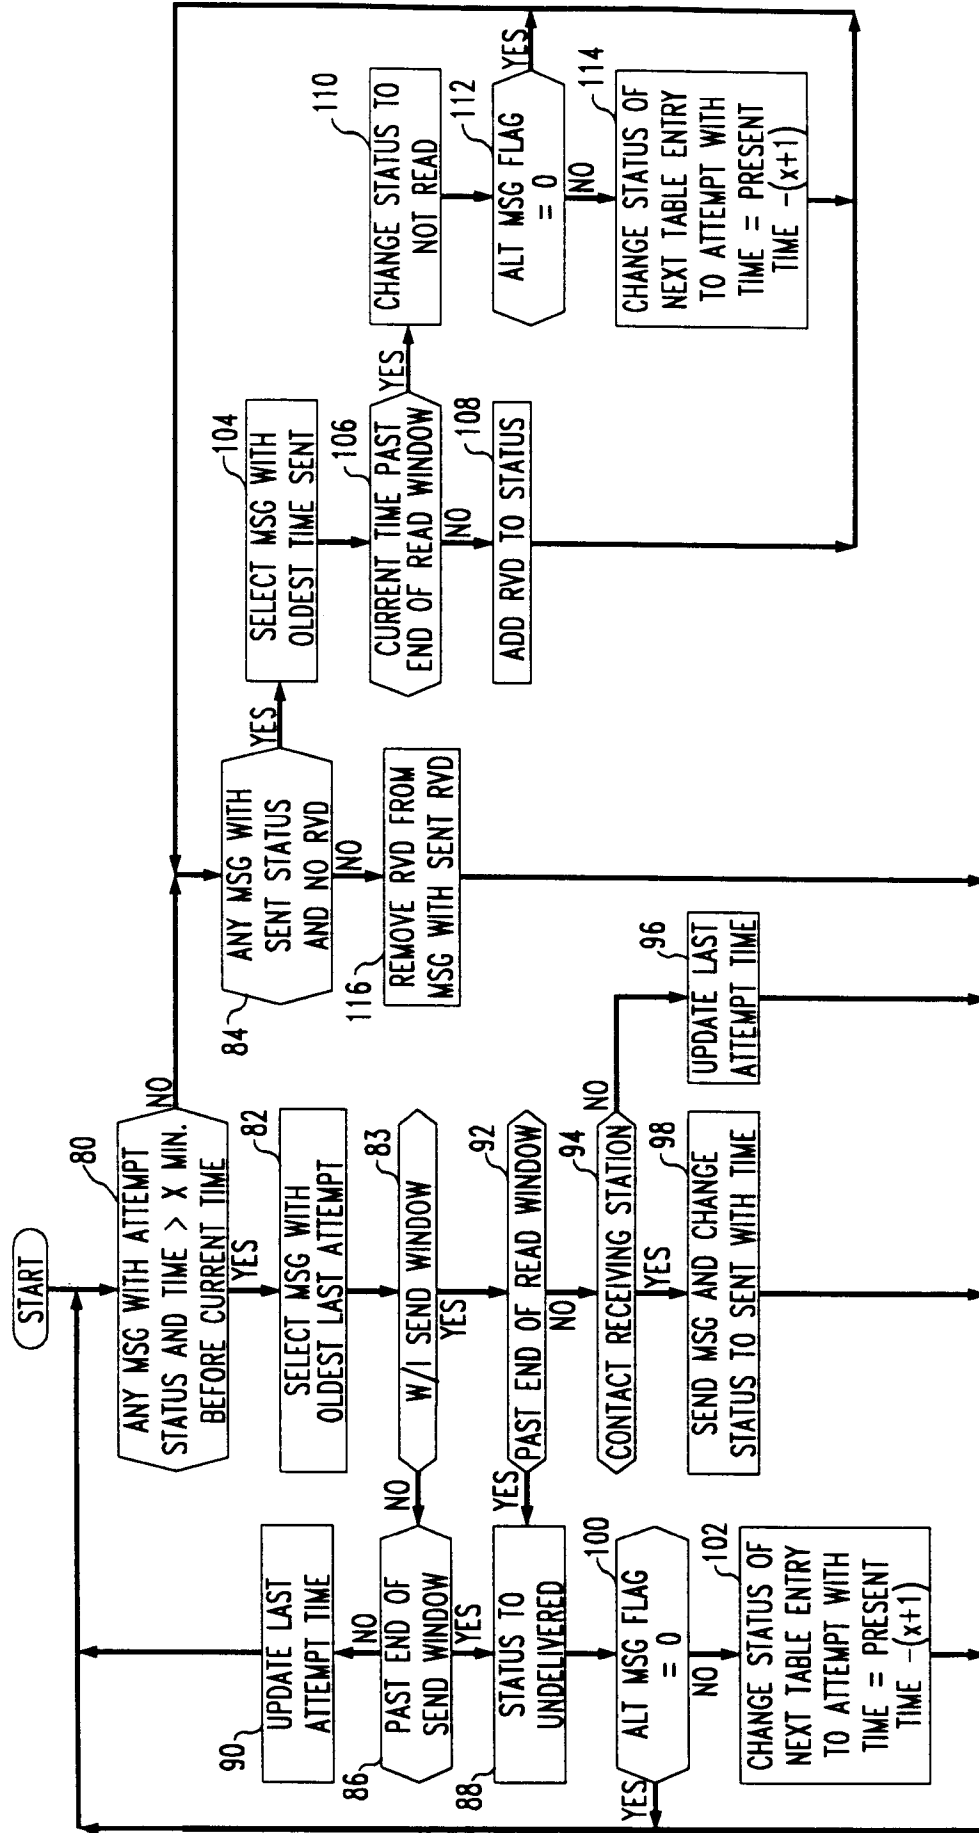 START
80
ANY MSG WITH ATTEMPT
STATUS AND TIME > X MIN.
BEFORE CURRENT TIME
NO
YES
82
SELECT MSG WITH
OLDEST LAST ATTEMPT
83
W/I SEND WINDOW
NO
YES
90
UPDATE LAST
ATTEMPT TIME
NO
86
PAST END OF
SEND WINDOW
YES
92
PAST END OF READ WINDOW
YES
NO
88
STATUS TO
UNDELIVERED
94
CONTACT RECEIVING STATION
NO
YES
96
UPDATE LAST
ATTEMPT TIME
98
SEND MSG AND CHANGE
STATUS TO SENT WITH TIME
100
ALT MSG FLAG
= 0
YES
NO
102
CHANGE STATUS OF
NEXT TABLE ENTRY
TO ATTEMPT WITH
TIME = PRESENT
TIME -(x+1)
84
ANY MSG WITH
SENT STATUS
AND NO RVD
YES
NO
116
REMOVE RVD FROM
MSG WITH SENT RVD
104
SELECT MSG WITH
OLDEST TIME SENT
106
CURRENT TIME PAST
END OF READ WINDOW
YES
NO
108
ADD RVD TO STATUS
110
CHANGE STATUS TO
NOT READ
112
ALT MSG FLAG
= 0
YES
NO
114
CHANGE STATUS OF
NEXT TABLE ENTRY
TO ATTEMPT WITH
TIME = PRESENT
TIME -(x+1)